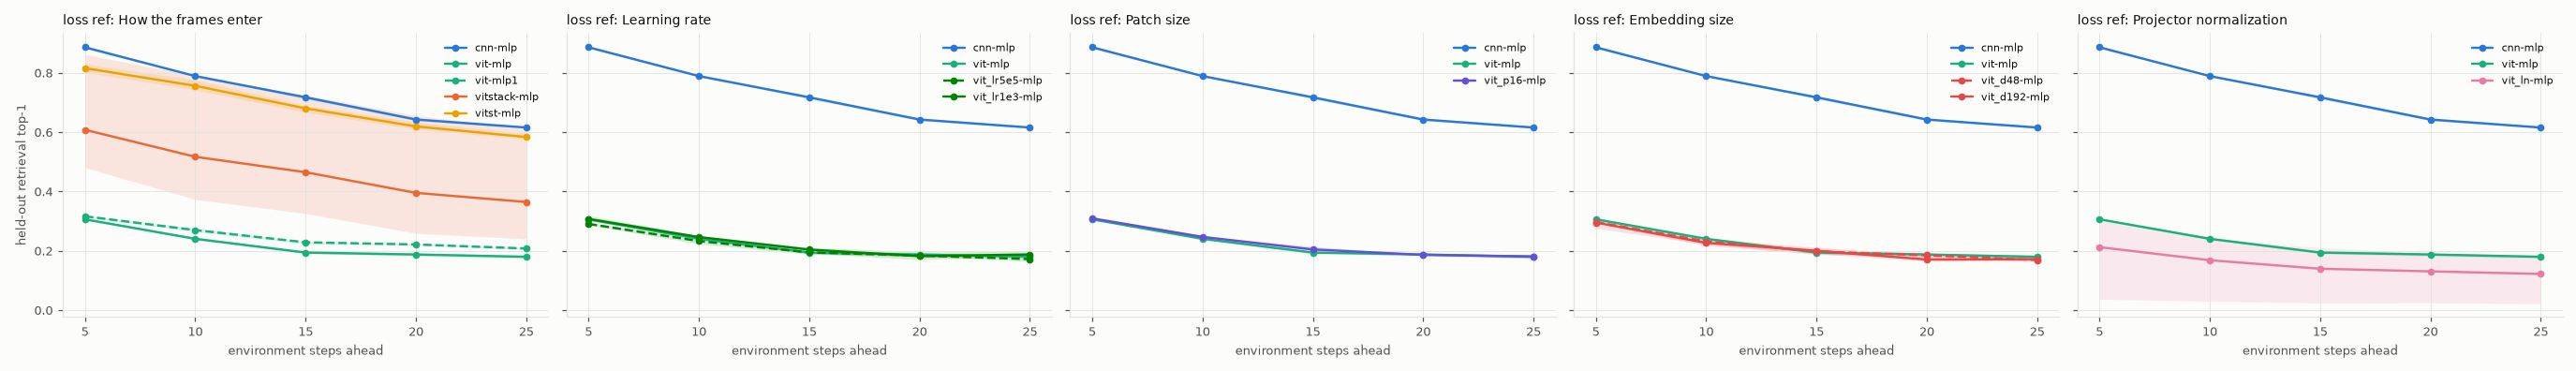 loss ref: How the frames enter
held-out retrieval top-1
0.8
0.6
0.4
0.2
0.0
cnn-mlp
vit-mlp
vit-mlp1
vitstack-mlp
vitst-mlp
5 10 15 20 25
environment steps ahead
loss ref: Learning rate
cnn-mlp
vit-mlp
vit_lr5e5-mlp
vit_lr1e3-mlp
5 10 15 20 25
environment steps ahead
loss ref: Patch size
cnn-mlp
vit-mlp
vit_p16-mlp
5 10 15 20 25
environment steps ahead
loss ref: Embedding size
cnn-mlp
vit-mlp
vit_d48-mlp
vit_d192-mlp
5 10 15 20 25
environment steps ahead
loss ref: Projector normalization
cnn-mlp
vit-mlp
vit_ln-mlp
5 10 15 20 25
environment steps ahead